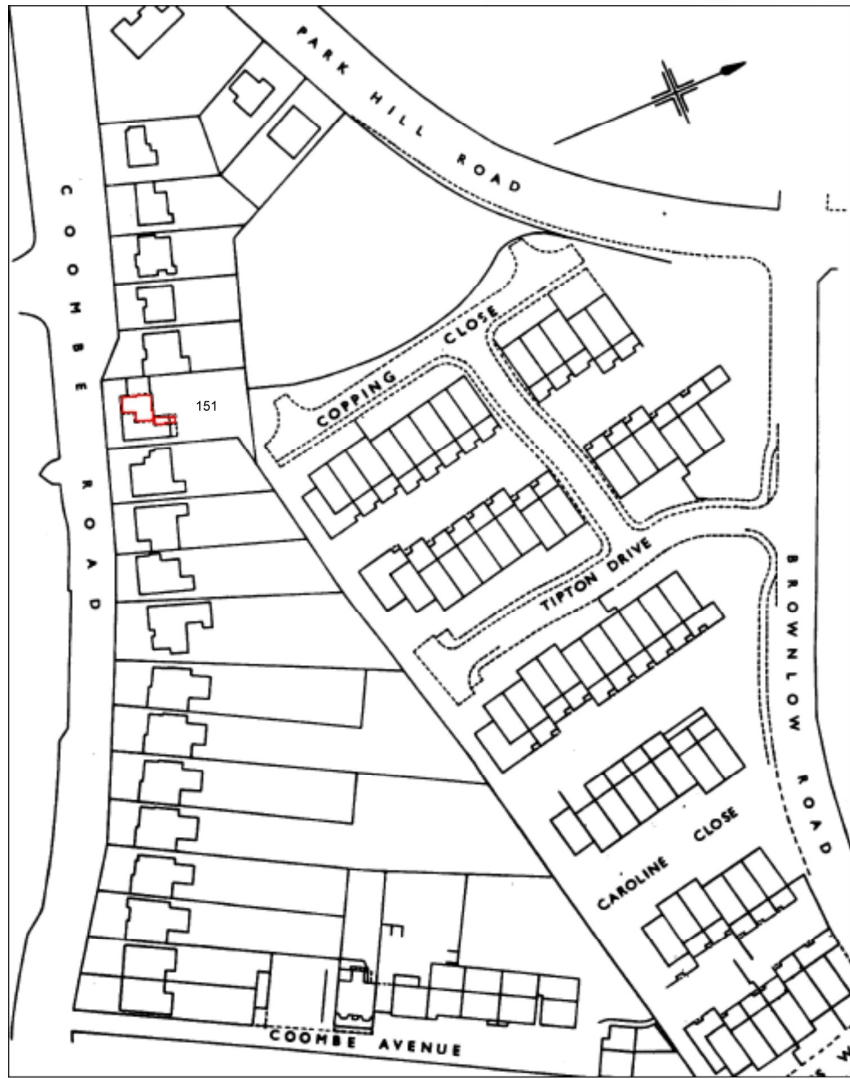 PARK HILL ROAD
COOMBE ROAD
COPPING CLOSE
151
TIPTON DRIVE
BROWNLOW ROAD
CAROLINE CLOSE
COOMBE AVENUE